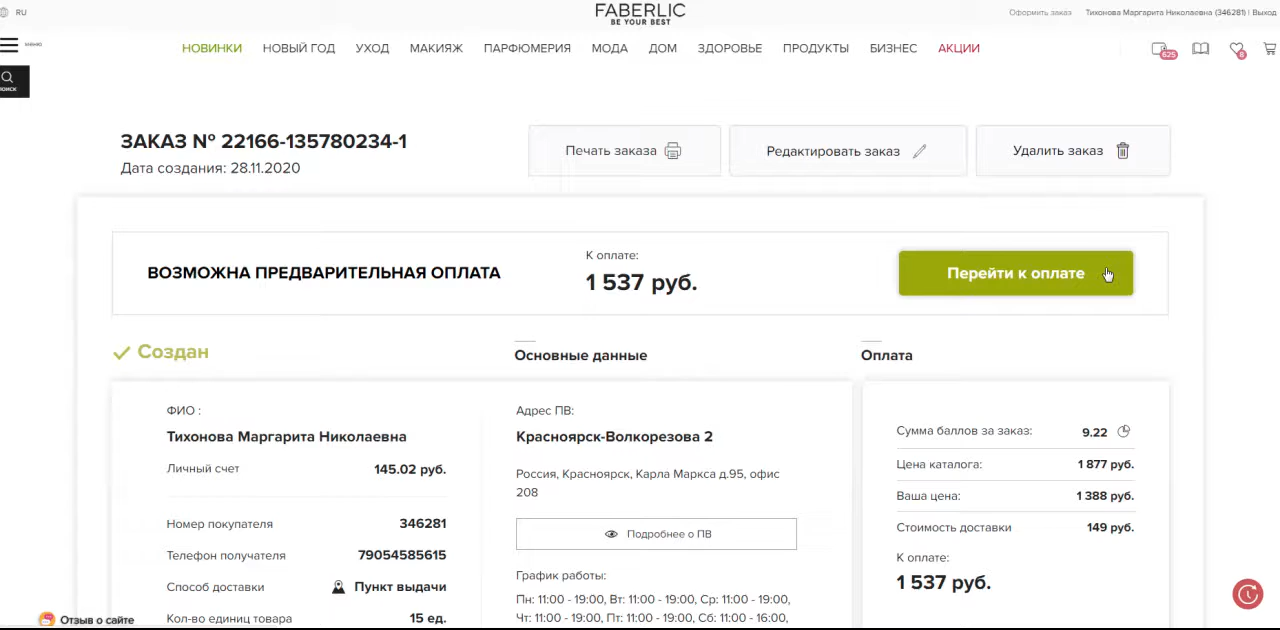 RU
FABERLIC
BE YOUR BEST
Оформить заказ
Тихонова Маргарита Николаевна (346281) | Выход
МЕНЮ
НОВИНКИ НОВЫЙ ГОД УХОД МАКИЯЖ ПАРФЮМЕРИЯ МОДА ДОМ ЗДОРОВЬЕ ПРОДУКТЫ БИЗНЕС АКЦИИ
625
8
ПОИСК
ЗАКАЗ № 22166-135780234-1
Дата создания: 28.11.2020
Печать заказа
Редактировать заказ
Удалить заказ
ВОЗМОЖНА ПРЕДВАРИТЕЛЬНАЯ ОПЛАТА
К оплате:
1 537 руб.
Перейти к оплате
Создан
ФИО :
Тихонова Маргарита Николаевна
Личный счет 145.02 руб.
Номер покупателя 346281
Телефон получателя 79054585615
Способ доставки Пункт выдачи
Кол-во единиц товара 15 ед.
Основные данные
Адрес ПВ:
Красноярск-Волкорезова 2
Россия, Красноярск, Карла Маркса д.95, офис
208
Подробнее о ПВ
График работы:
Пн: 11:00 - 19:00, Вт: 11:00 - 19:00, Ср: 11:00 - 19:00,
Чт: 11:00 - 19:00, Пт: 11:00 - 19:00, Сб: 11:00 - 16:00,
Оплата
Сумма баллов за заказ: 9.22
Цена каталога: 1 877 руб.
Ваша цена: 1 388 руб.
Стоимость доставки 149 руб.
К оплате:
1 537 руб.
Отзыв о сайте